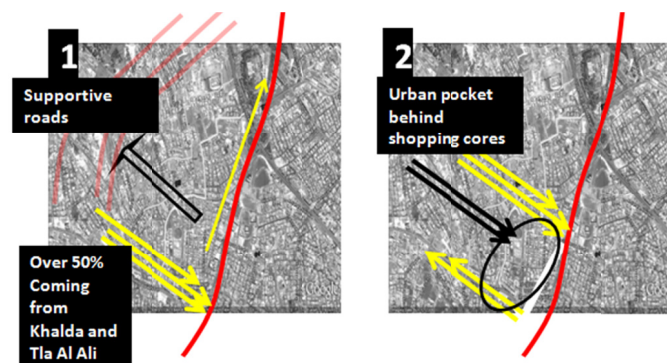 1
Supportive
roads
Over 50%
Coming
from
Khalda and
Tla Al Ali
2
Urban pocket
behind
shopping cores